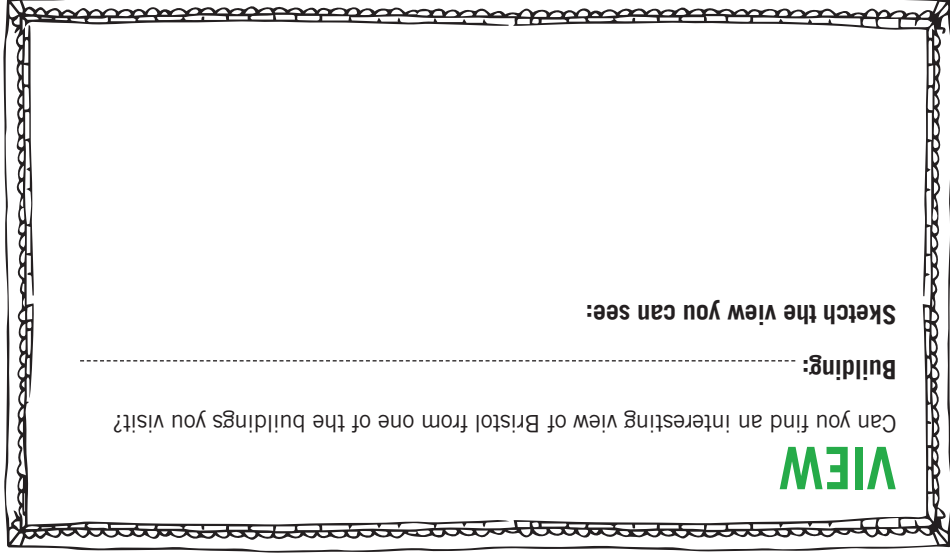 VIEW
Can you find an interesting view of Bristol from one of the buildings you visit?
Building:
Sketch the view you can see: